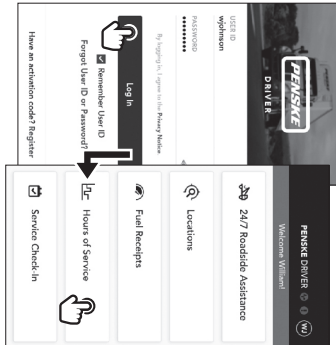 PENSKE
DRIVER
USER ID
wjohnson
PASSWORD
••••••••••
By logging in, I agree to the Privacy Notice.
Log In
Remember User ID
Forgot User ID or Password?
Have an activation code? Register
PENSKE DRIVER
WJ
Welcome William!
24/7 Roadside Assistance
Locations
Fuel Receipts
Hours of Service
Service Check-In